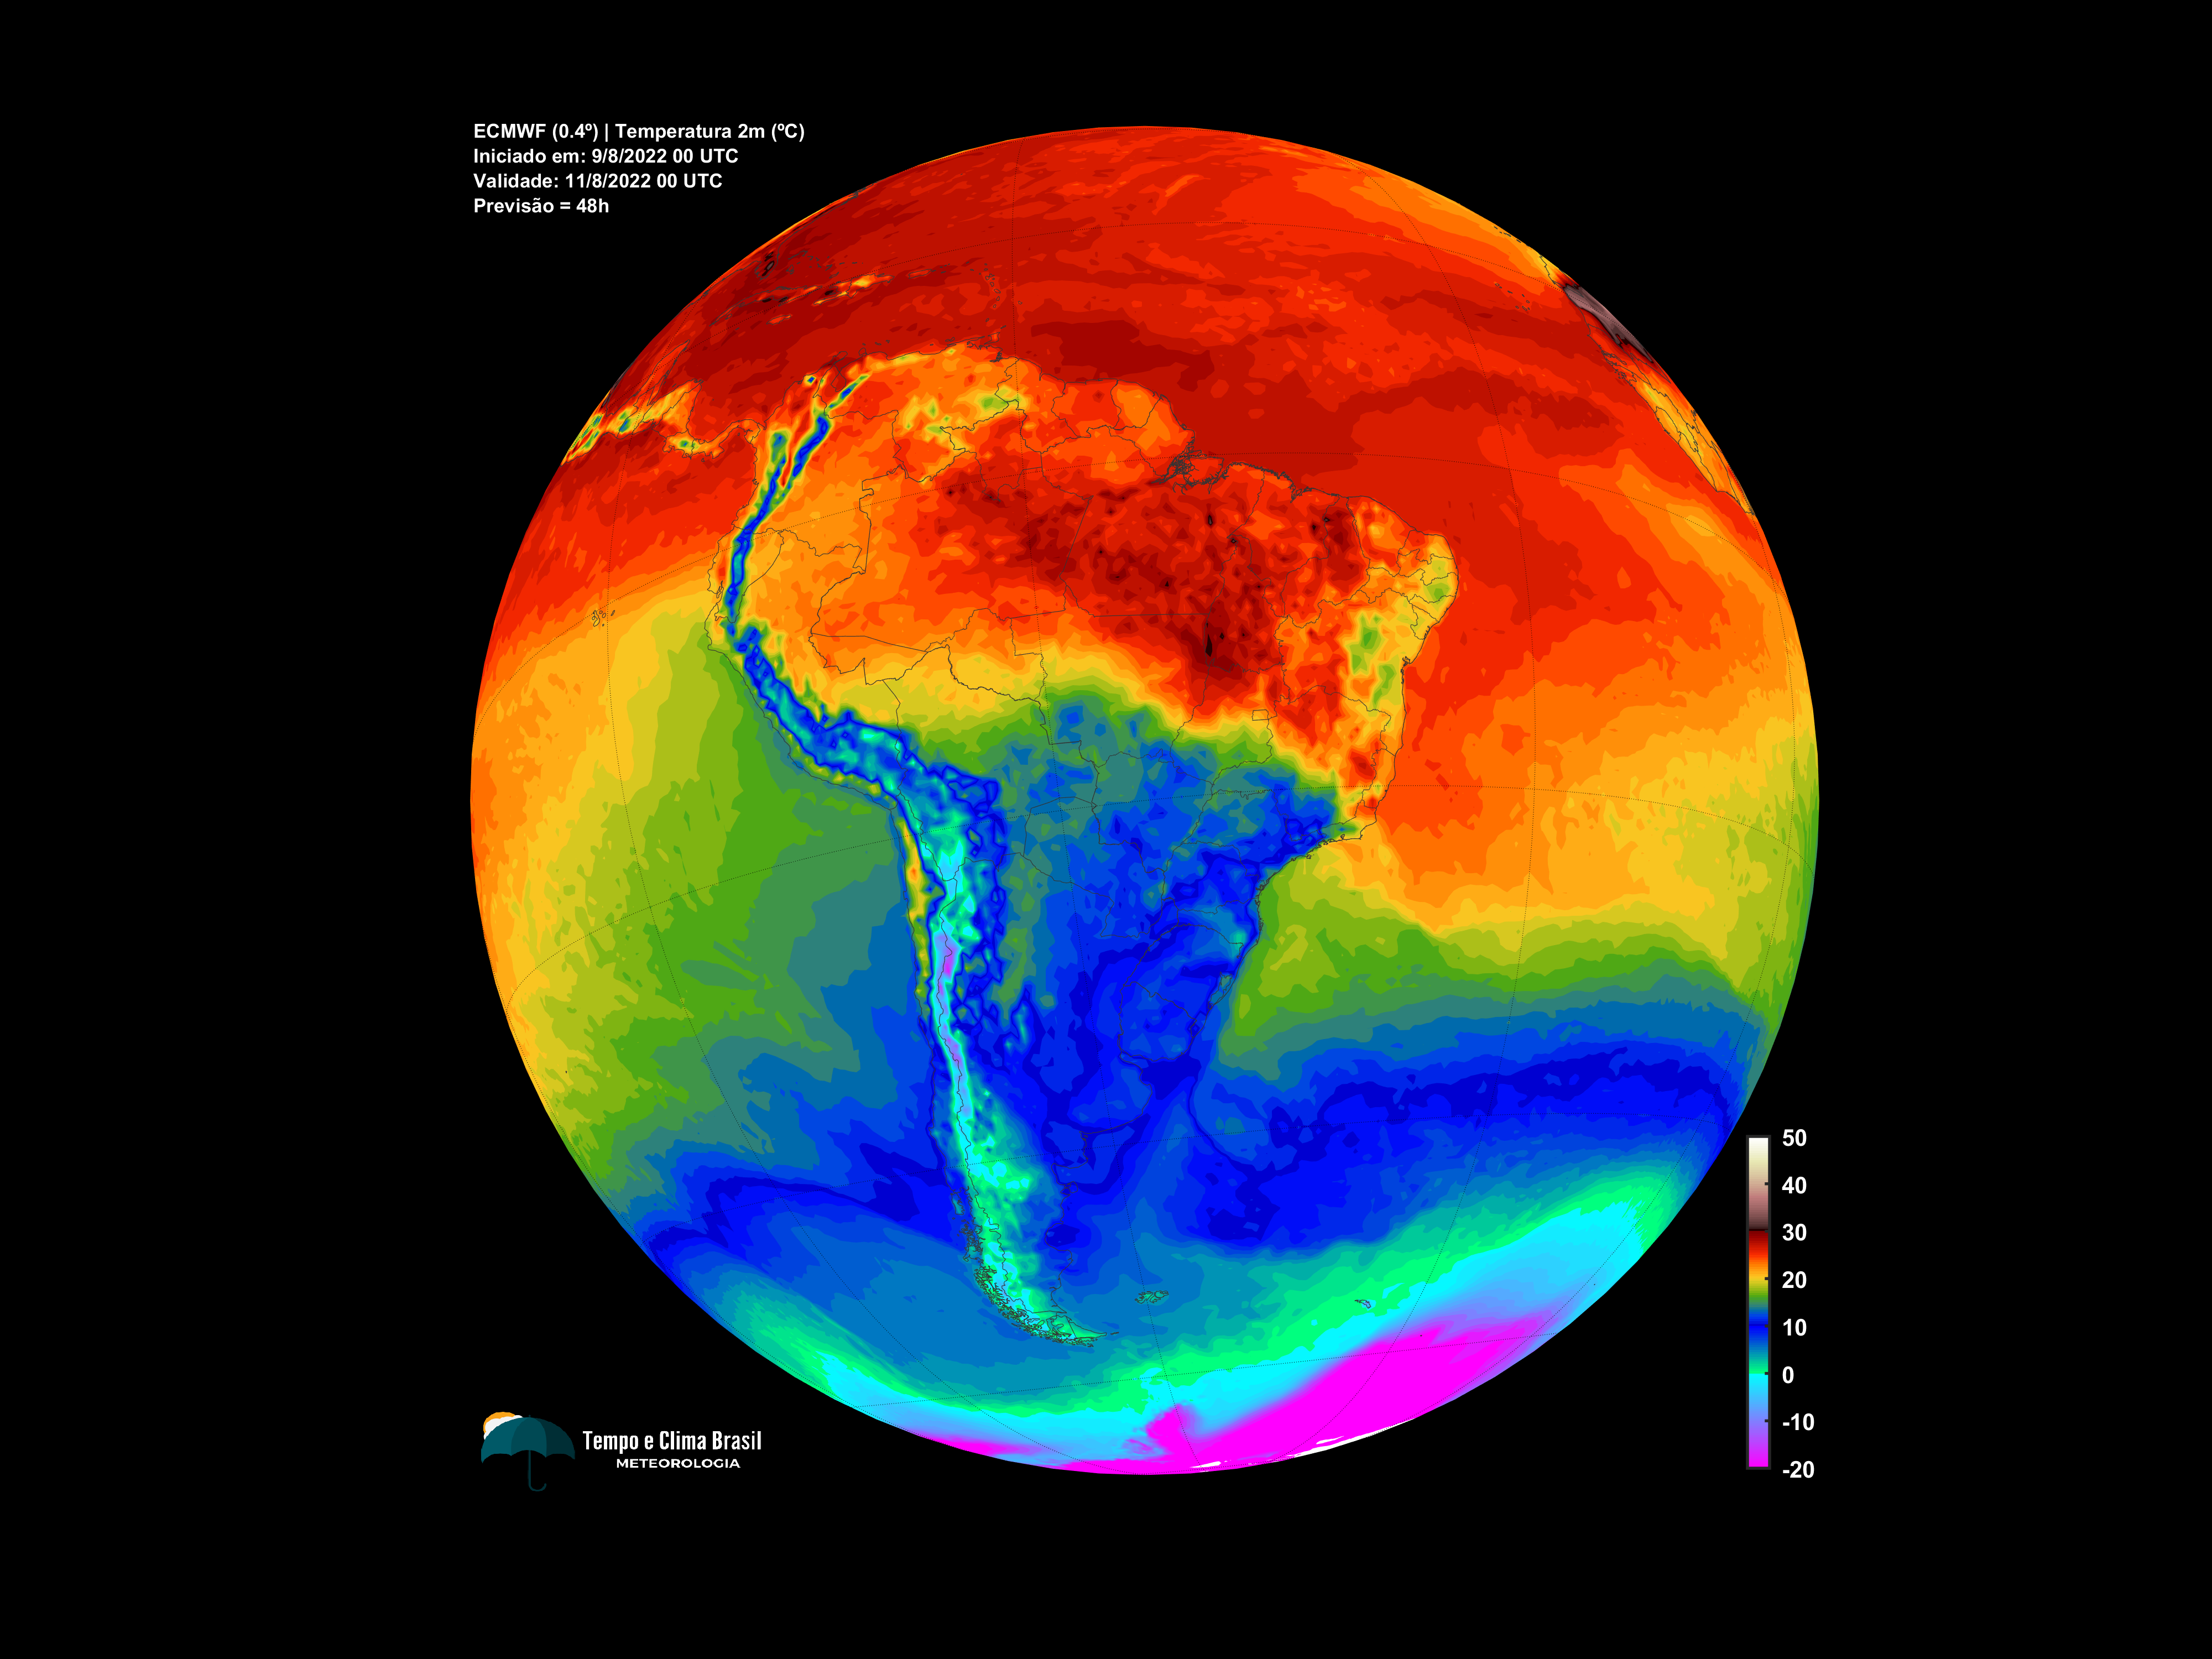 ECMWF (0.4º) | Temperatura 2m (ºC)
Iniciado em: 9/8/2022 00 UTC
Validade: 11/8/2022 00 UTC
Previsão = 48h
50
40
30
20
10
0
-10
-20
Tempo e Clima Brasil
METEOROLOGIA